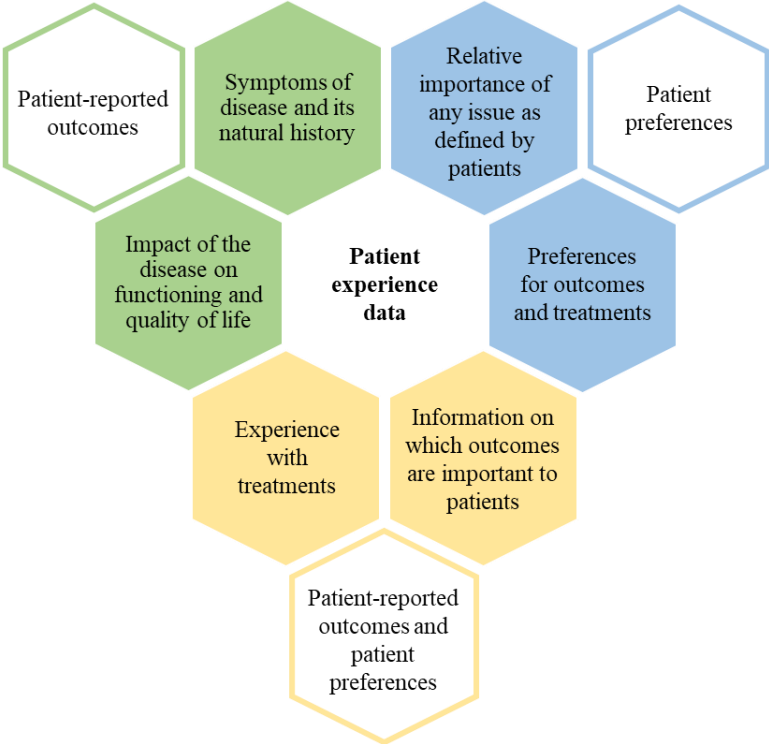 Patient-reported
outcomes
Symptoms of
disease and its
natural history
Relative
importance of
any issue as
defined by
patients
Patient
preferences
Impact of the
disease on
functioning and
quality of life
Patient
experience
data
Preferences
for outcomes
and treatments
Experience
with
treatments
Information on
which outcomes
are important to
patients
Patient-reported
outcomes and
patient
preferences